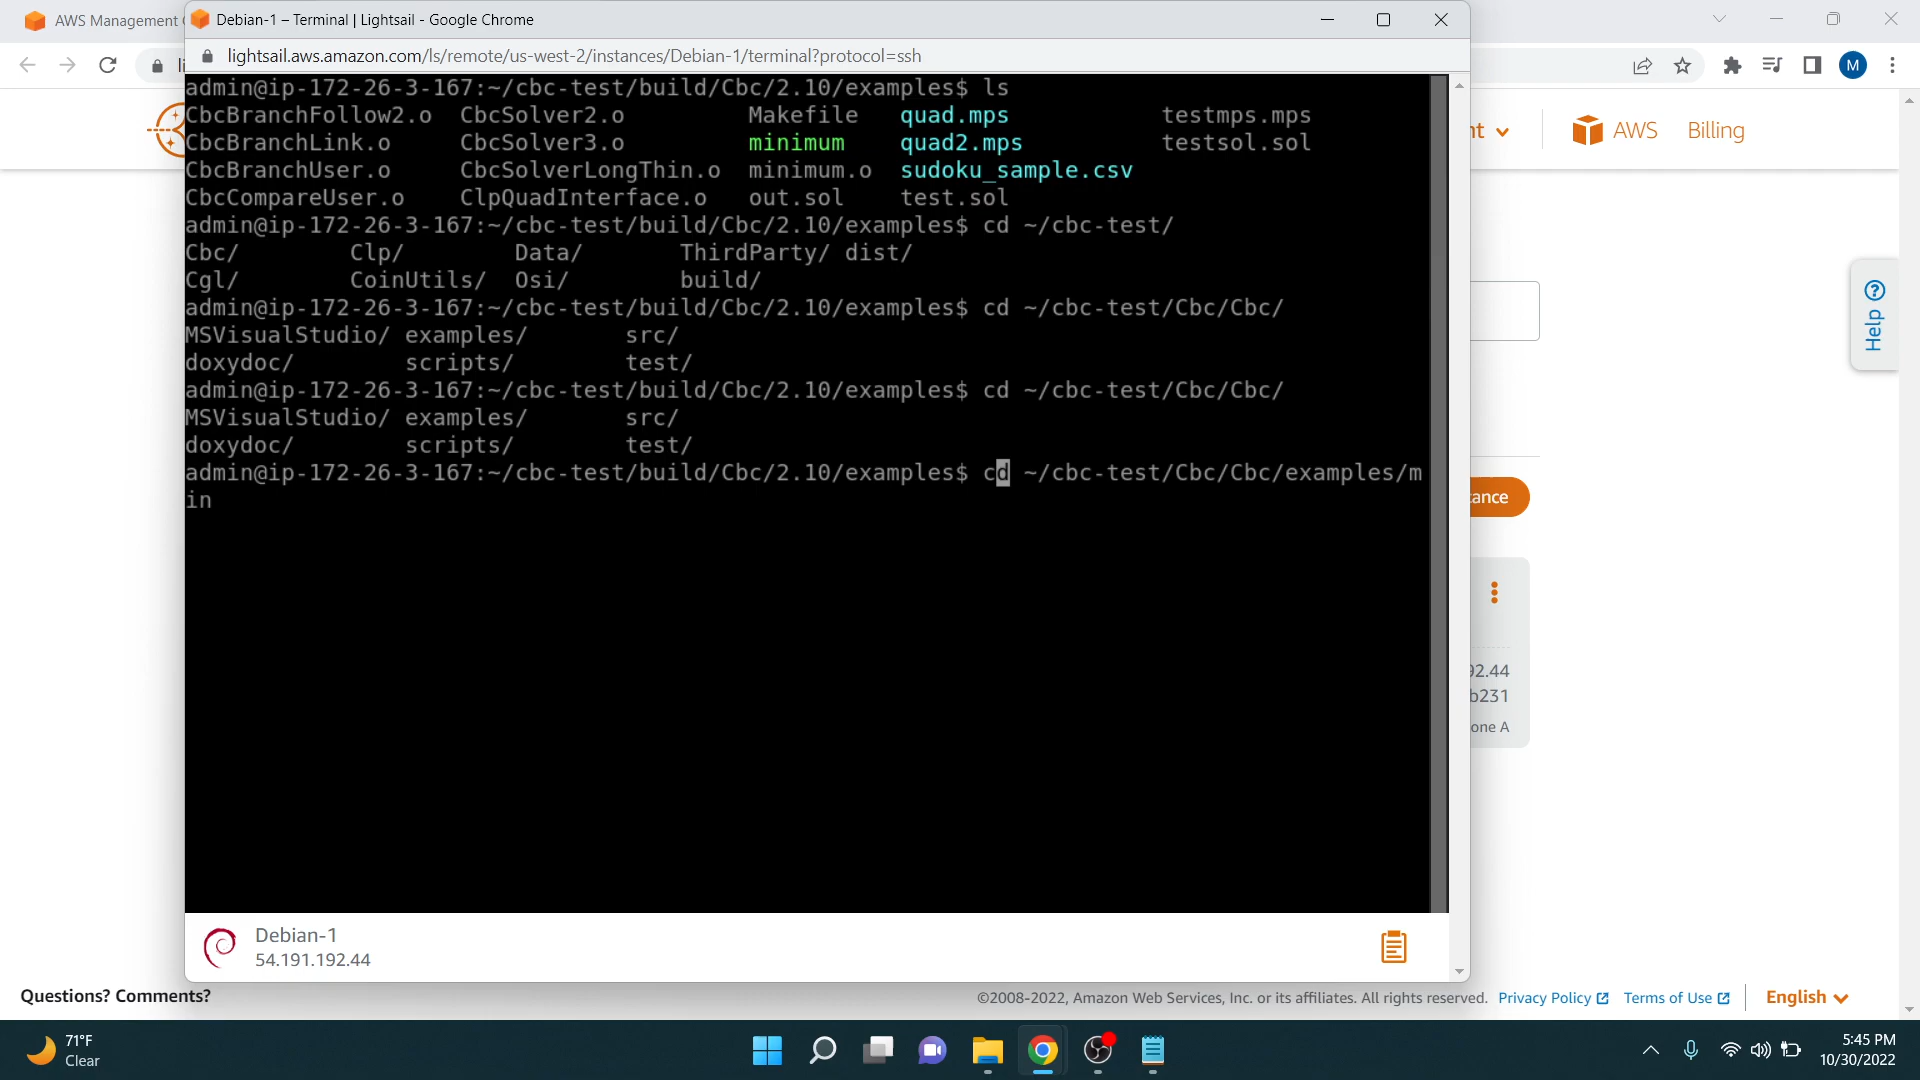 AWS Management
Debian-1 – Terminal | Lightsail - Google Chrome
lightsail.aws.amazon.com/ls/remote/us-west-2/instances/Debian-1/terminal?protocol=ssh
M
admin@ip-172-26-3-167:~/cbc-test/build/Cbc/2.10/examples$ ls
CbcBranchFollow2.o CbcSolver2.o Makefile quad.mps testmps.mps
CbcBranchLink.o CbcSolver3.o minimum quad2.mps testsol.sol
CbcBranchUser.o CbcSolverLongThin.o minimum.o sudoku_sample.csv
CbcCompareUser.o ClpQuadInterface.o out.sol test.sol
admin@ip-172-26-3-167:~/cbc-test/build/Cbc/2.10/examples$ cd ~/cbc-test/
Cbc/ Clp/ Data/ ThirdParty/ dist/
Cgl/ CoinUtils/ Osi/ build/
admin@ip-172-26-3-167:~/cbc-test/build/Cbc/2.10/examples$ cd ~/cbc-test/Cbc/Cbc/
MSVisualStudio/ examples/ src/
doxydoc/ scripts/ test/
admin@ip-172-26-3-167:~/cbc-test/build/Cbc/2.10/examples$ cd ~/cbc-test/Cbc/Cbc/
MSVisualStudio/ examples/ src/
doxydoc/ scripts/ test/
admin@ip-172-26-3-167:~/cbc-test/build/Cbc/2.10/examples$ cd ~/cbc-test/Cbc/Cbc/examples/m
in
nt
AWS
Billing
Help
ance
92.44
b231
one A
Debian-1
54.191.192.44
Questions? Comments?
©2008-2022, Amazon Web Services, Inc. or its affiliates. All rights reserved. Privacy Policy Terms of Use English
71°F
Clear
5:45 PM
10/30/2022